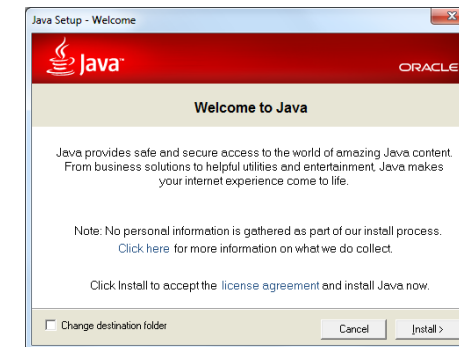 Java Setup - Welcome
Java
ORACLE
Welcome to Java
Java provides safe and secure access to the world of amazing Java content.
From business solutions to helpful utilities and entertainment, Java makes
your internet experience come to life.
Note: No personal information is gathered as part of our install process.
Click here for more information on what we do collect.
Click Install to accept the license agreement and install Java now.
Change destination folder
Cancel
Install >